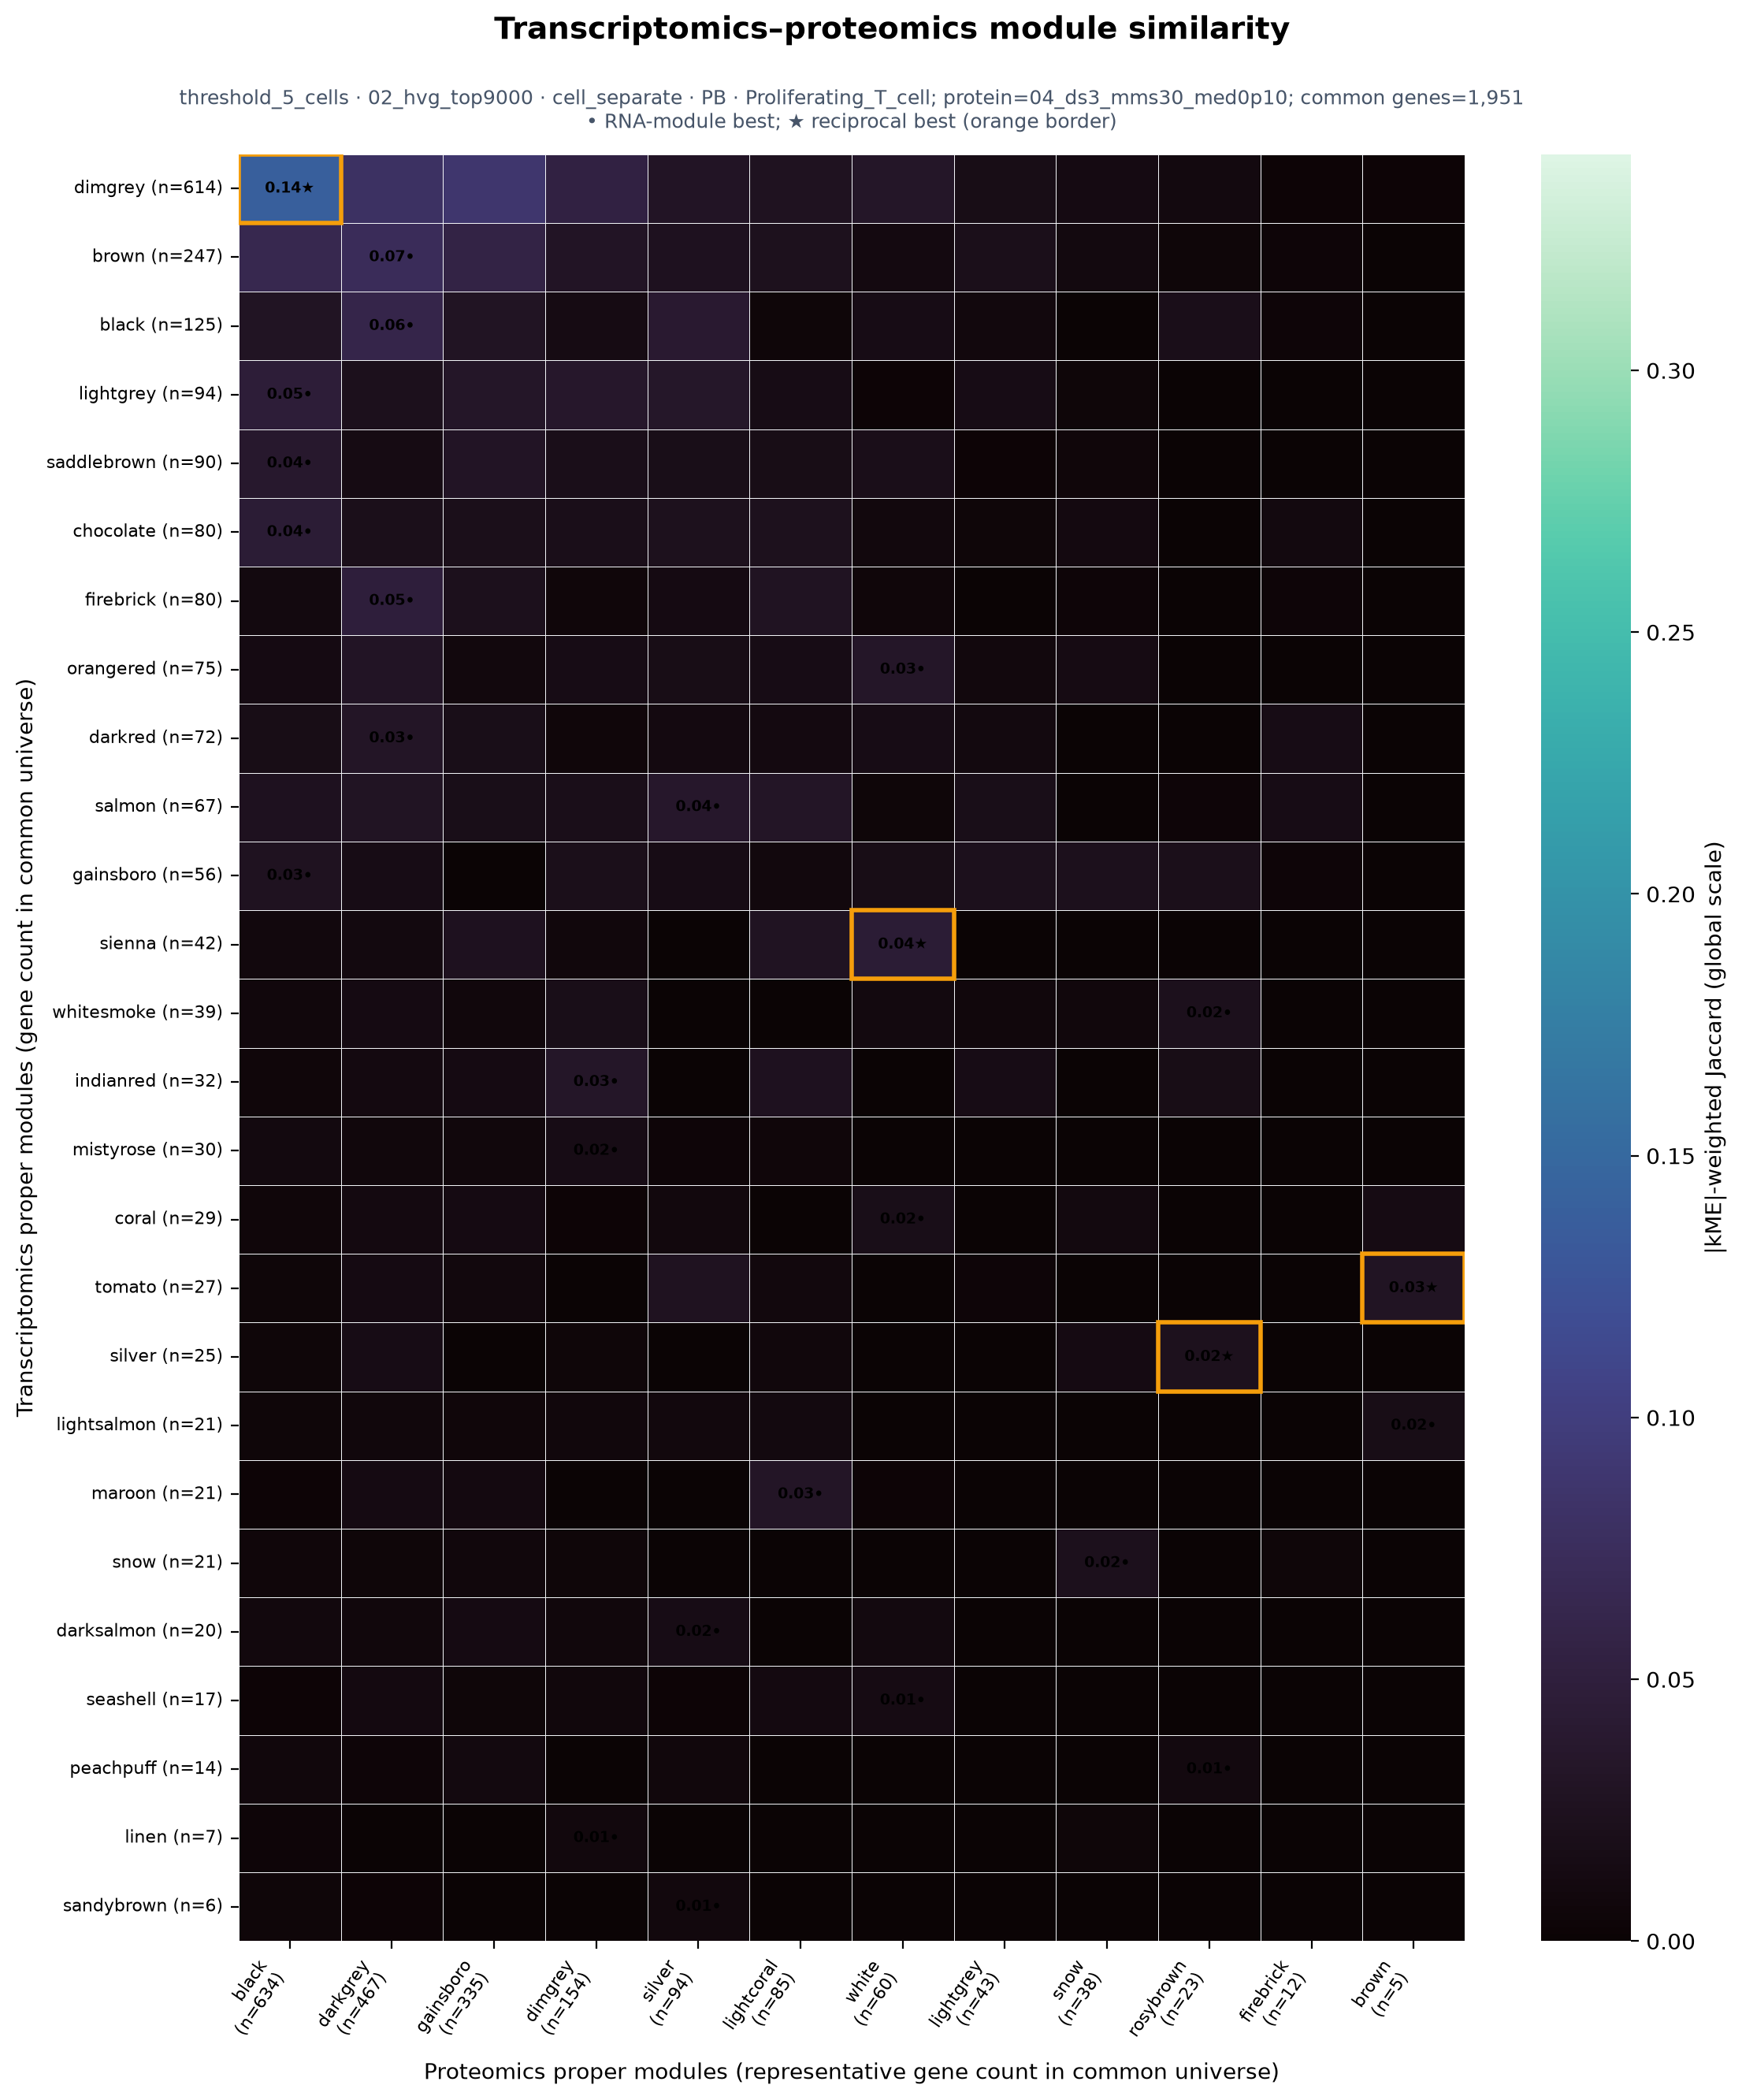 Transcriptomics–proteomics module similarity
threshold_5_cells · 02_hvg_top9000 · cell_separate · PB · Proliferating_T_cell; protein=04_ds3_mms30_med0p10; common genes=1,951
• RNA-module best; ★ reciprocal best (orange border)
Transcriptomics proper modules (gene count in common universe)
dimgrey (n=614) 0.14★
brown (n=247) 0.07•
black (n=125) 0.06•
lightgrey (n=94) 0.05•
saddlebrown (n=90) 0.04•
chocolate (n=80) 0.04•
firebrick (n=80) 0.05•
orangered (n=75) 0.03•
darkred (n=72) 0.03•
salmon (n=67) 0.04•
gainsboro (n=56) 0.03•
sienna (n=42) 0.04★
whitesmoke (n=39) 0.02•
indianred (n=32) 0.03•
mistyrose (n=30) 0.02•
coral (n=29) 0.02•
tomato (n=27) 0.03★
silver (n=25) 0.02★
lightsalmon (n=21) 0.02•
maroon (n=21) 0.03•
snow (n=21) 0.02•
darksalmon (n=20) 0.02•
seashell (n=17) 0.01•
peachpuff (n=14) 0.01•
linen (n=7) 0.01•
sandybrown (n=6) 0.01•
black
(n=634)
darkgrey
(n=467)
gainsboro
(n=335)
dimgrey
(n=154)
silver
(n=94)
lightcoral
(n=85)
white
(n=60)
lightgrey
(n=43)
snow
(n=38)
rosybrown
(n=23)
firebrick
(n=12)
brown
(n=5)
Proteomics proper modules (representative gene count in common universe)
0.30
0.25
0.20
0.15
0.10
0.05
0.00
|kME|-weighted Jaccard (global scale)